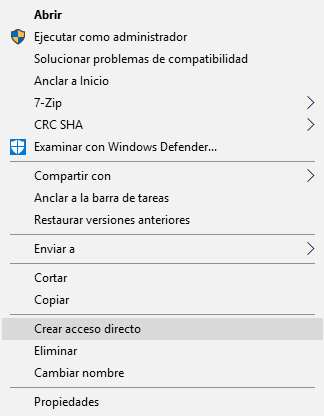 Abrir
Ejecutar como administrador
Solucionar problemas de compatibilidad
Anclar a Inicio
7-Zip
CRC SHA
Examinar con Windows Defender...
Compartir con
Anclar a la barra de tareas
Restaurar versiones anteriores
Enviar a
Cortar
Copiar
Crear acceso directo
Eliminar
Cambiar nombre
Propiedades